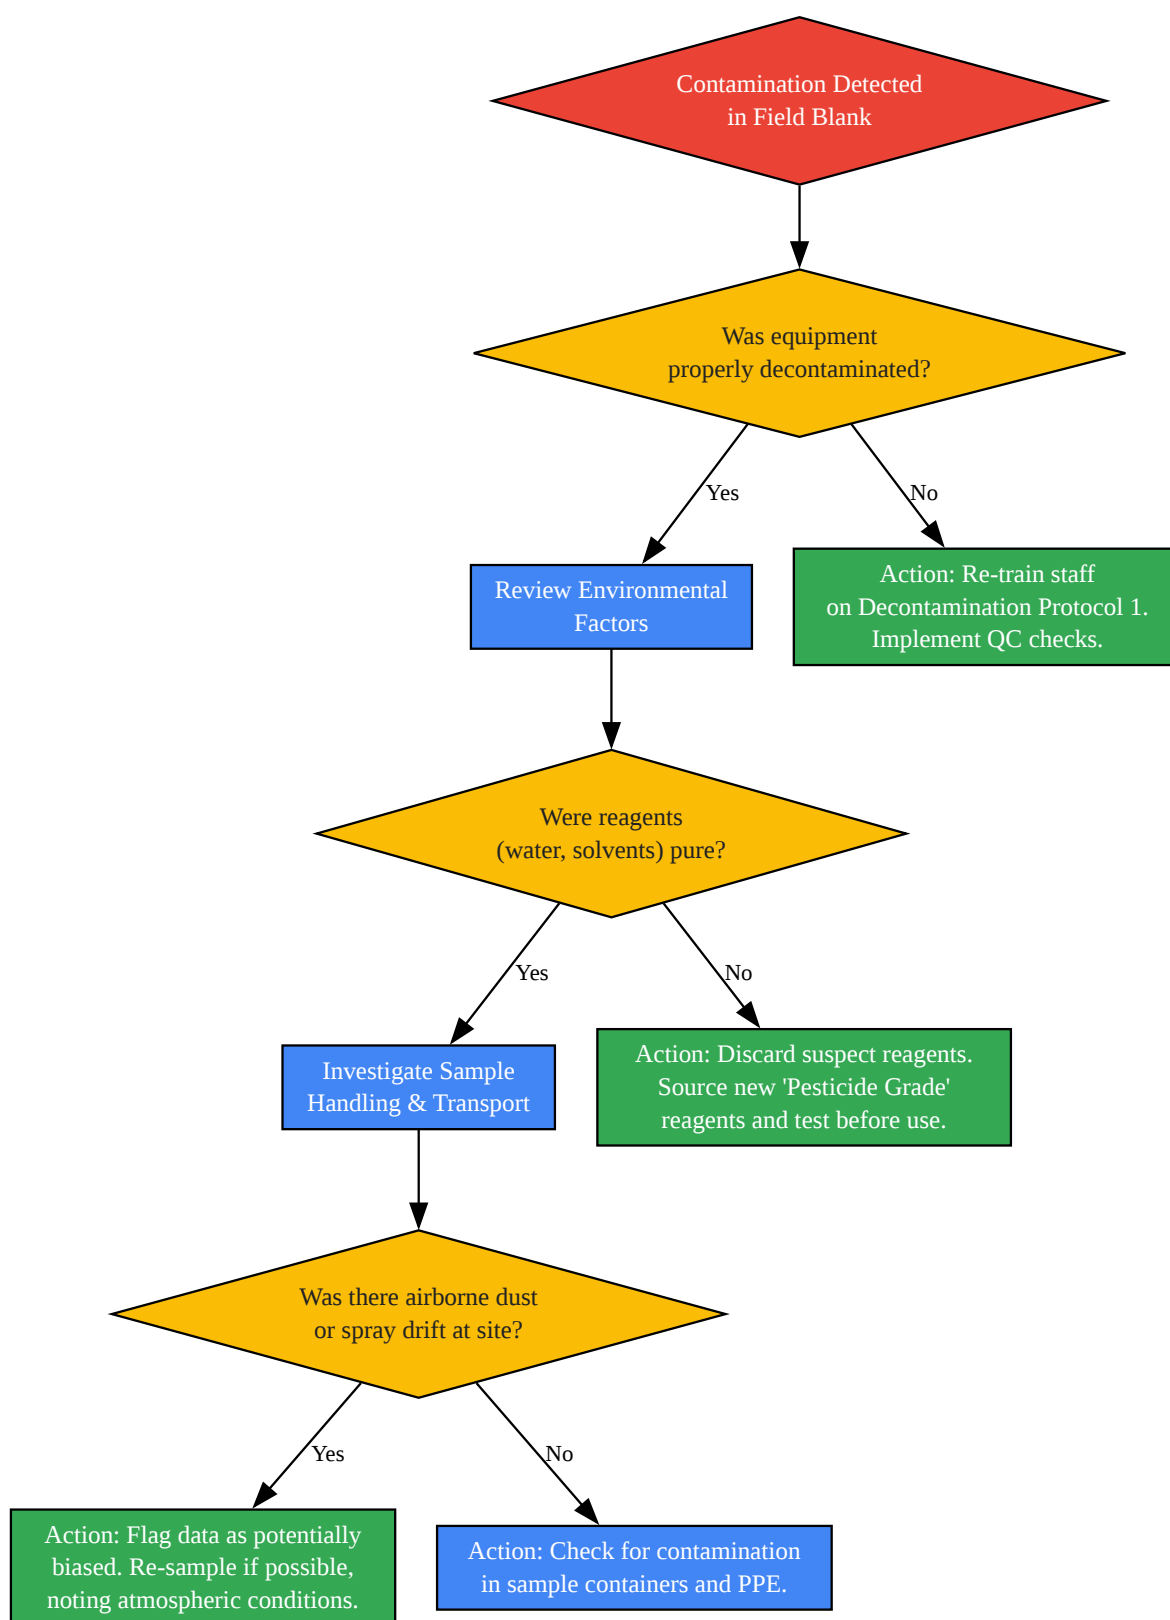 Contamination Detected
in Field Blank
Was equipment
properly decontaminated?
Yes
No
Review Environmental
Factors
Action: Re-train staff
on Decontamination Protocol 1.
Implement QC checks.
Were reagents
(water, solvents) pure?
Yes
No
Investigate Sample
Handling & Transport
Action: Discard suspect reagents.
Source new 'Pesticide Grade'
reagents and test before use.
Was there airborne dust
or spray drift at site?
Yes
No
Action: Flag data as potentially
biased. Re-sample if possible,
noting atmospheric conditions.
Action: Check for contamination
in sample containers and PPE.